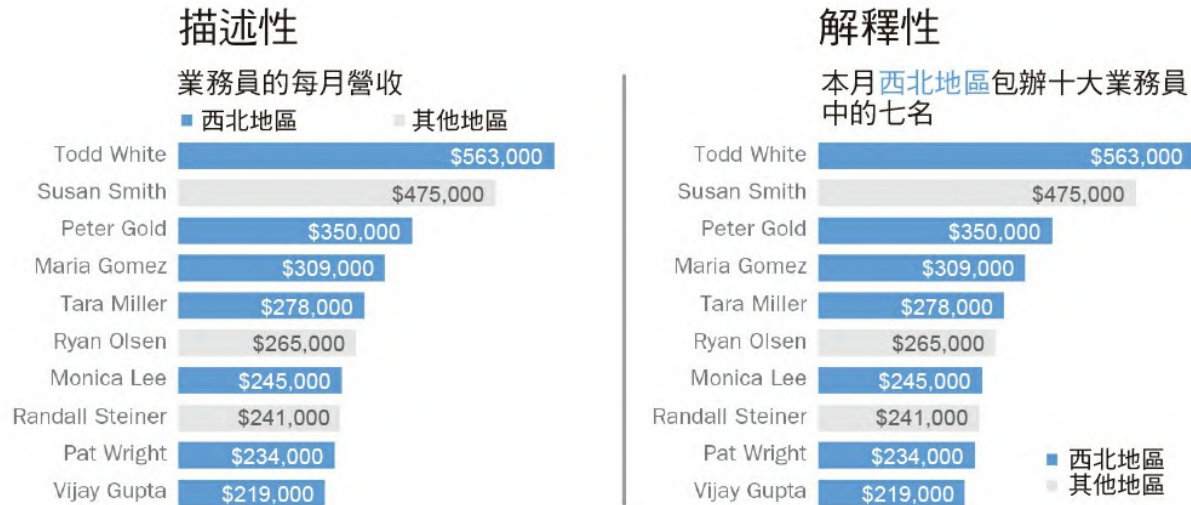 描述性
業務員的每月營收
西北地區 其他地區
Todd White $563,000
Susan Smith $475,000
Peter Gold $350,000
Maria Gomez $309,000
Tara Miller $278,000
Ryan Olsen $265,000
Monica Lee $245,000
Randall Steiner $241,000
Pat Wright $234,000
Vijay Gupta $219,000
解釋性
本月西北地區包辦十大業務員
中的七名
Todd White $563,000
Susan Smith $475,000
Peter Gold $350,000
Maria Gomez $309,000
Tara Miller $278,000
Ryan Olsen $265,000
Monica Lee $245,000
Randall Steiner $241,000
Pat Wright $234,000
Vijay Gupta $219,000
西北地區
其他地區